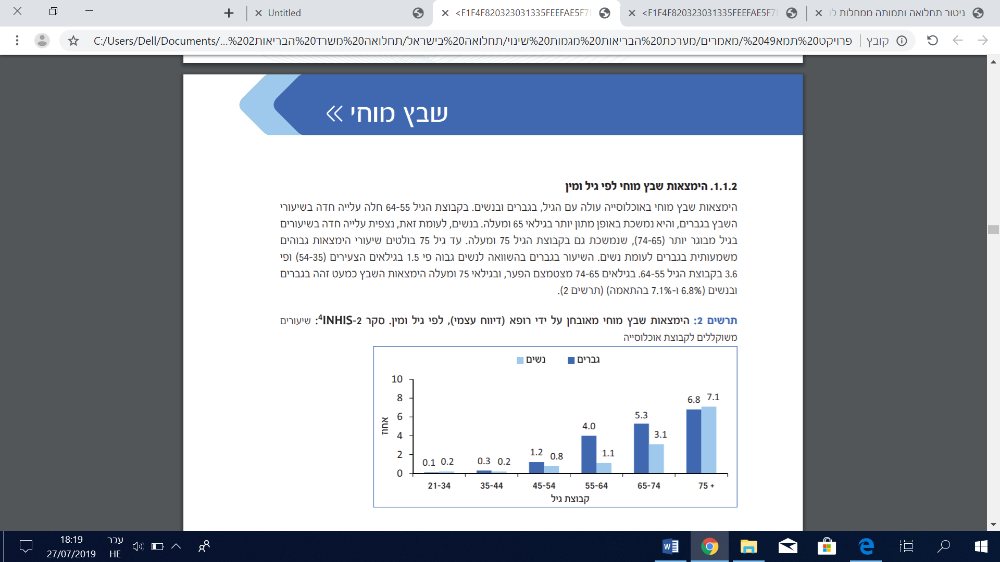 Untitled
<F1F4F820323031335FEEFAE5F7
<F1F4F820323031335FEEFAE5F7
ניטור תחלואה ותמותה ממחלות
C:/Users/Dell/Documents/...פרויקט%20תמא49%20/מאמרים/מערכת%20הבריאות%20מגמות%20שינוי/תחלואה%20בישראל/תחלואה%20משרד%20הבריאות%202
קובץ
שבץ מוחי »
1.1.2. הימצאות שבץ מוחי לפי גיל ומין
הימצאות שבץ מוחי באוכלוסייה עולה עם הגיל, בגברים ובנשים. בקבוצת הגיל 64-55 חלה עלייה חדה בשיעורי
השבץ בגברים, והיא נמשכת באופן מתון יותר בגילאי 65 ומעלה. בנשים, לעומת זאת, נצפית עלייה חדה בשיעורים
בגיל מבוגר יותר (74-65), שנמשכת גם בקבוצת הגיל 75 ומעלה. עד גיל 75 בולטים שיעורי הימצאות גבוהים
משמעותית בגברים לעומת נשים. השיעור בגברים בהשוואה לנשים גבוה פי 1.5 בגילאים הצעירים (54-35) ופי
3.6 בקבוצת הגיל 64-55. בגילאים 74-65 מצטמצם הפער, ובגילאי 75 ומעלה הימצאות השבץ כמעט זהה בגברים
ובנשים (6.8% ו-7.1% בהתאמה) (תרשים 2).
תרשים 2: הימצאות שבץ מוחי מאובחן על ידי רופא (דיווח עצמי), לפי גיל ומין. סקר INHIS-2⁴: שיעורים
משוקללים לקבוצת אוכלוסייה
גברים נשים
אחוז
10
8
6
4
2
0
0.1 0.2
0.3 0.2
1.2 0.8
4.0 1.1
5.3 3.1
6.8 7.1
21-34 35-44 45-54 55-64 65-74 75 +
קבוצת גיל
18:19
27/07/2019
עבר
HE